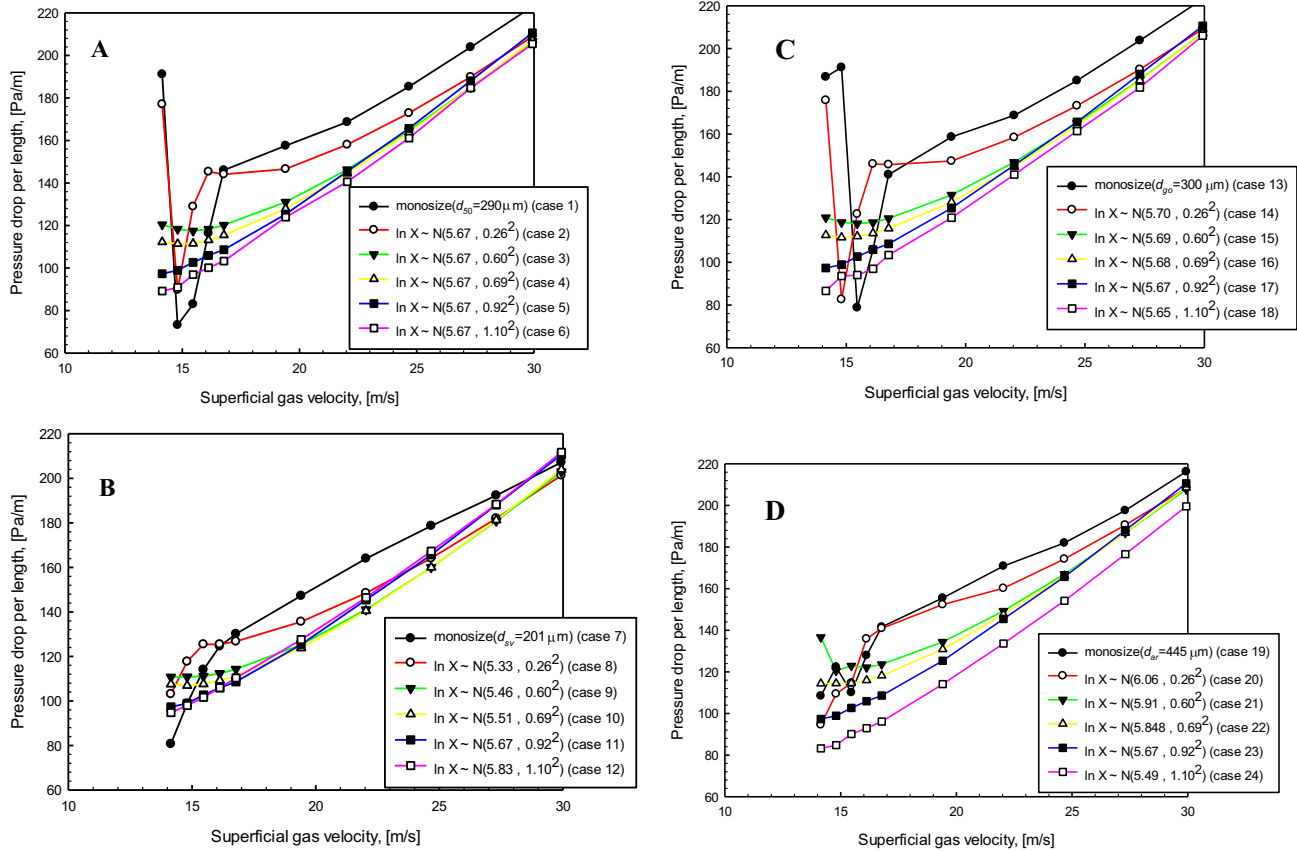 A
Pressure drop per length, [Pa/m]
220
200
180
160
140
120
100
80
60
monosize(d50=290μm) (case 1)
ln X ~ N(5.67 , 0.26²) (case 2)
ln X ~ N(5.67 , 0.60²) (case 3)
ln X ~ N(5.67 , 0.69²) (case 4)
ln X ~ N(5.67 , 0.92²) (case 5)
ln X ~ N(5.67 , 1.10²) (case 6)
10 15 20 25 30
Superficial gas velocity, [m/s]
C
Pressure drop per length, [Pa/m]
220
200
180
160
140
120
100
80
60
monosize(dgo=300 μm) (case 13)
ln X ~ N(5.70 , 0.26²) (case 14)
ln X ~ N(5.69 , 0.60²) (case 15)
ln X ~ N(5.68 , 0.69²) (case 16)
ln X ~ N(5.67 , 0.92²) (case 17)
ln X ~ N(5.65 , 1.10²) (case 18)
10 15 20 25 30
Superficial gas velocity, [m/s]
B
Pressure drop per length, [Pa/m]
220
200
180
160
140
120
100
80
60
monosize(dsv=201 μm) (case 7)
ln X ~ N(5.33 , 0.26²) (case 8)
ln X ~ N(5.46 , 0.60²) (case 9)
ln X ~ N(5.51 , 0.69²) (case 10)
ln X ~ N(5.67 , 0.92²) (case 11)
ln X ~ N(5.83 , 1.10²) (case 12)
10 15 20 25 30
Superficial gas velocity, [m/s]
D
Pressure drop per length, [Pa/m]
220
200
180
160
140
120
100
80
60
monosize(dar=445 μm) (case 19)
ln X ~ N(6.06 , 0.26²) (case 20)
ln X ~ N(5.91 , 0.60²) (case 21)
ln X ~ N(5.848 , 0.69²) (case 22)
ln X ~ N(5.67 , 0.92²) (case 23)
ln X ~ N(5.49 , 1.10²) (case 24)
10 15 20 25 30
Superficial gas velocity, [m/s]